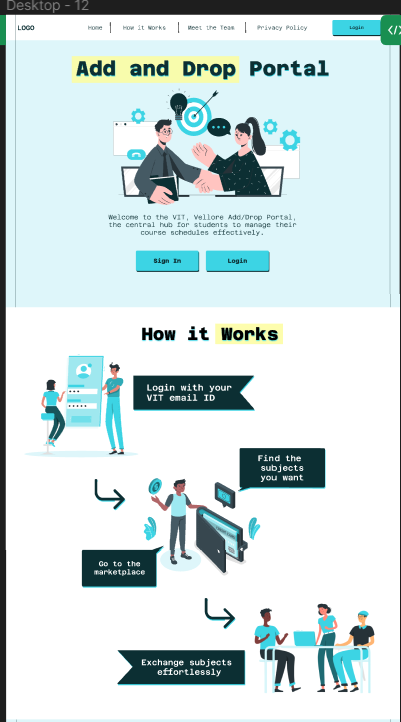 Desktop - 12
LOGO
Home
How it Works
Meet the Team
Privacy Policy
Login
</>
Add and Drop Portal
Welcome to the VIT, Vellore Add/Drop Portal,
the central hub for students to manage their
course schedules effectively.
Sign In
Login
How it Works
Login with your
VIT email ID
Find the
subjects
you want
Go to the
marketplace
Exchange subjects
effortlessly